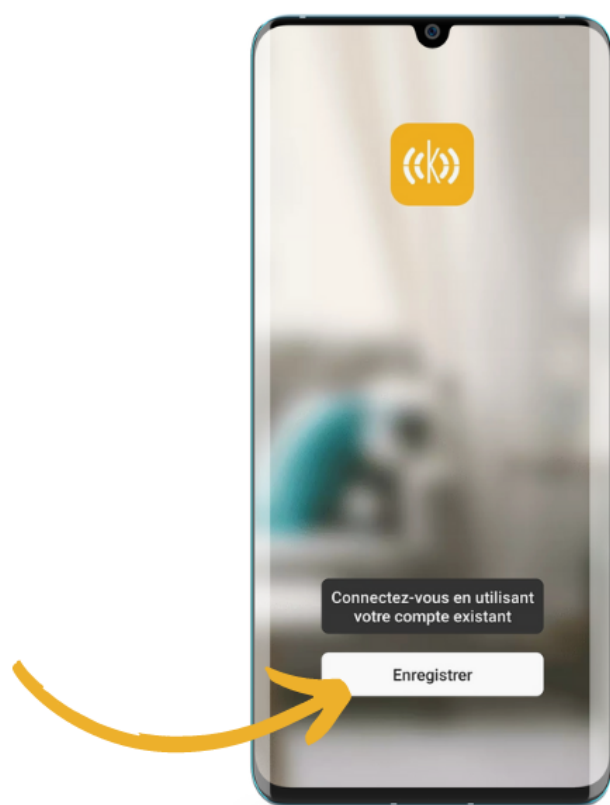 ((k))
Connectez-vous en utilisant
votre compte existant
Enregistrer